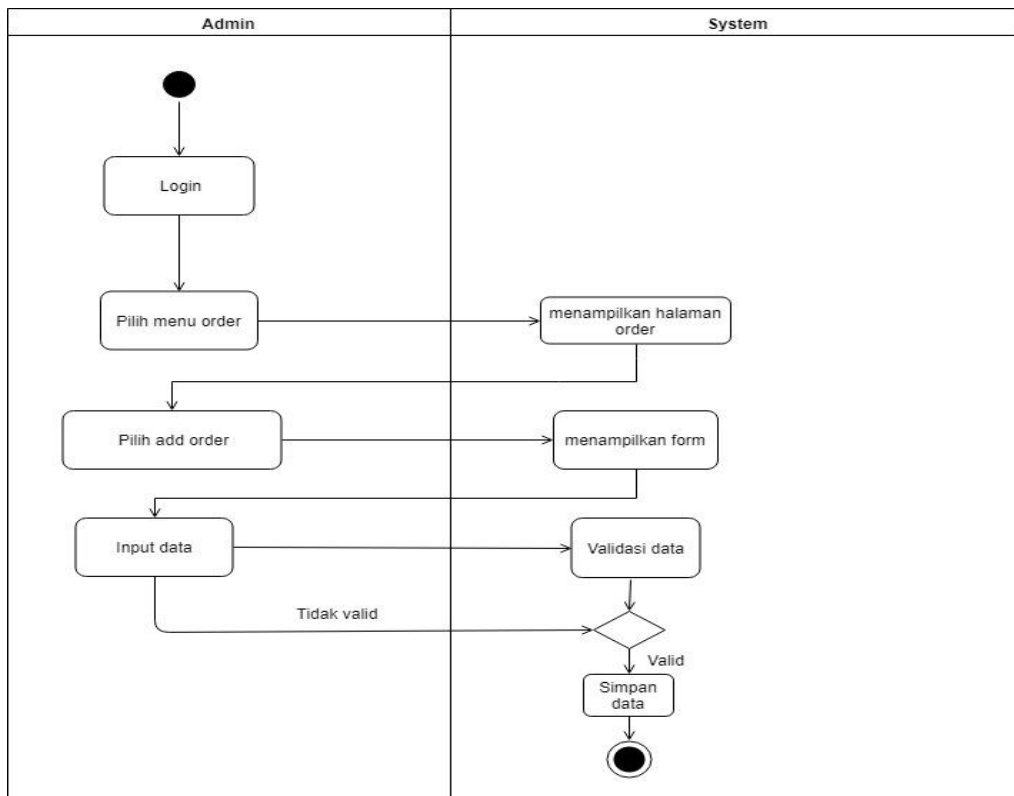 Admin
System
Login
Pilih menu order
menampilkan halaman
order
Pilih add order
menampilkan form
Input data
Validasi data
Tidak valid
Valid
Simpan
data